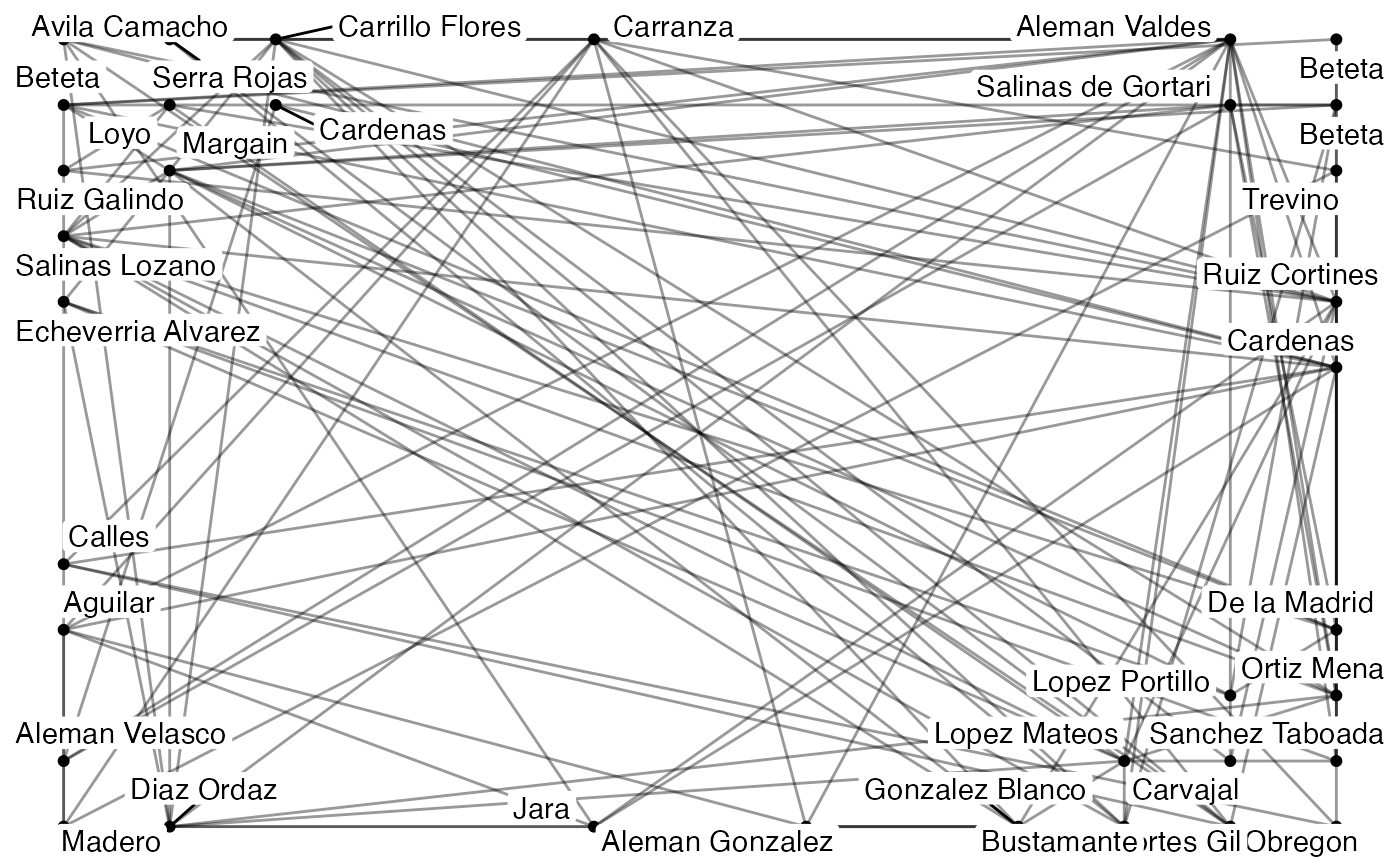 Avila Camacho
Carrillo Flores
Carranza
Aleman Valdes
Beteta
Beteta
Serra Rojas
Salinas de Gortari
Loyo
Margain
Cardenas
Beteta
Ruiz Galindo
Trevino
Salinas Lozano
Ruiz Cortines
Echeverria Alvarez
Cardenas
Calles
Aguilar
De la Madrid
Lopez Portillo
Ortiz Mena
Aleman Velasco
Lopez Mateos
Sanchez Taboada
Diaz Ordaz
Jara
Gonzalez Blanco
Carvajal
Madero
Aleman Gonzalez
Bustamante
rtes Gil
Obregon